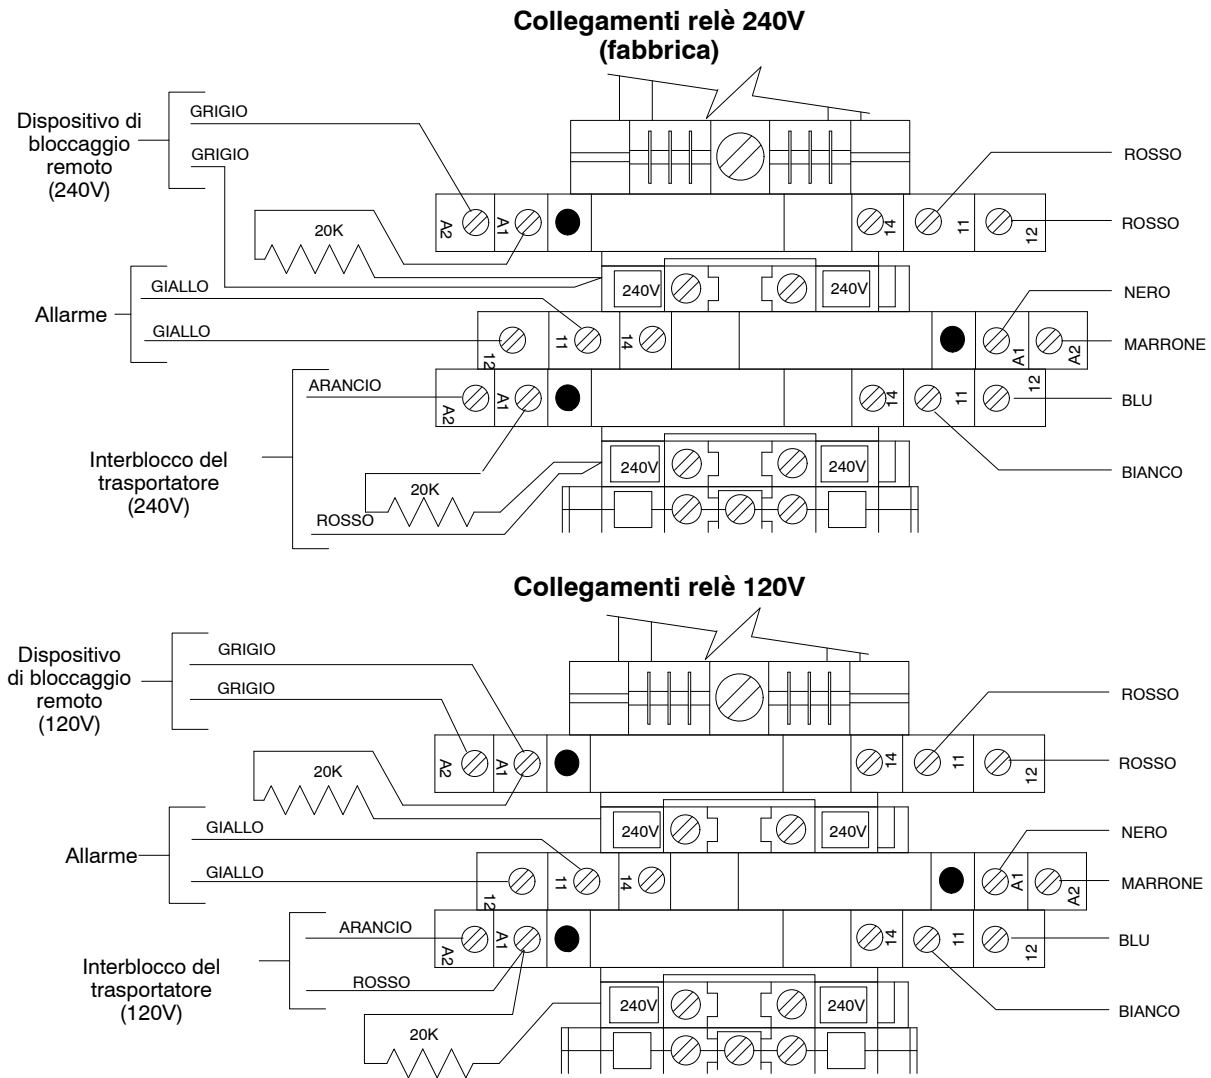 Collegamenti relè 240V
(fabbrica)
Dispositivo di
bloccaggio
remoto
(240V)
GRIGIO
GRIGIO
20K
A2
A1
14
11
12
ROSSO
ROSSO
240V
240V
Allarme
GIALLO
GIALLO
12
11
14
A1
A2
NERO
MARRONE
Interblocco del
trasportatore
(240V)
ARANCIO
ROSSO
20K
A2
A1
14
11
12
BLU
BIANCO
240V
240V
Collegamenti relè 120V
Dispositivo
di bloccaggio
remoto
(120V)
GRIGIO
GRIGIO
20K
A2
A1
14
11
12
ROSSO
ROSSO
240V
240V
Allarme
GIALLO
GIALLO
12
11
14
A1
A2
NERO
MARRONE
Interblocco del
trasportatore
(120V)
ARANCIO
ROSSO
20K
A2
A1
14
11
12
BLU
BIANCO
240V
240V